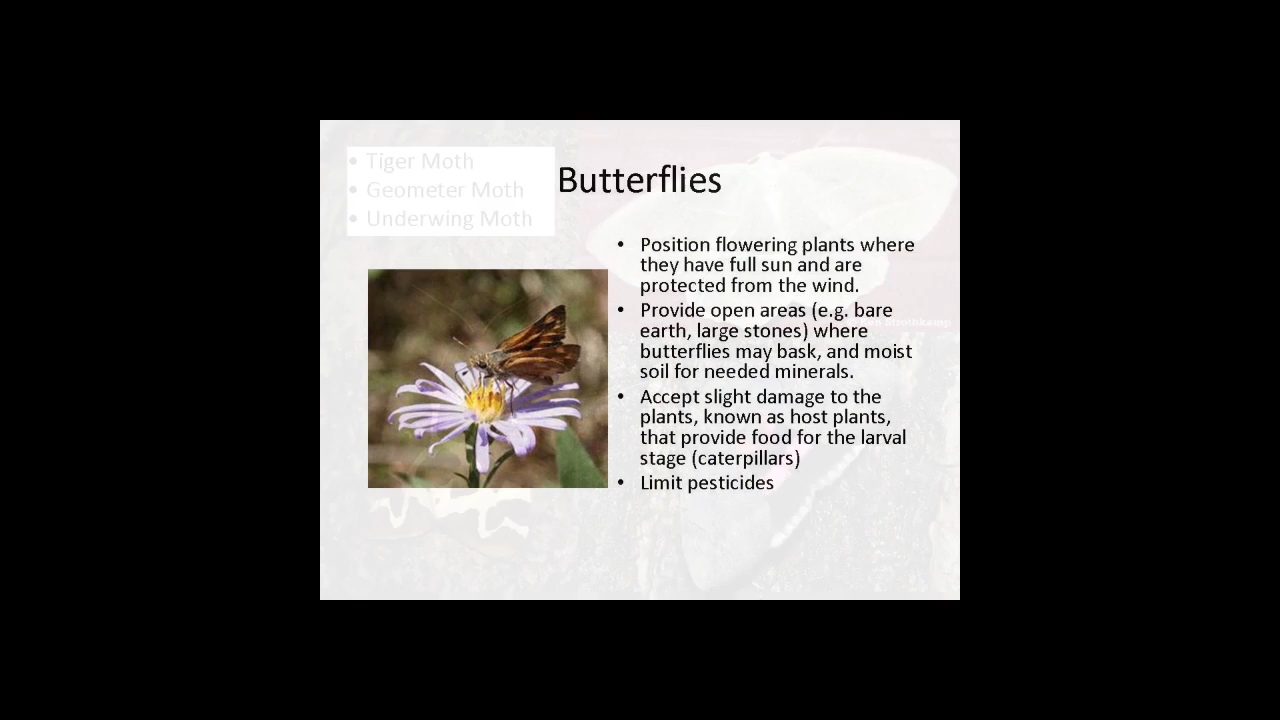 • Tiger Moth
• Geometer Moth
• Underwing Moth
Butterflies
• Position flowering plants where
they have full sun and are
protected from the wind.
• Provide open areas (e.g. bare
earth, large stones) where
butterflies may bask, and moist
soil for needed minerals.
• Accept slight damage to the
plants, known as host plants,
that provide food for the larval
stage (caterpillars)
• Limit pesticides